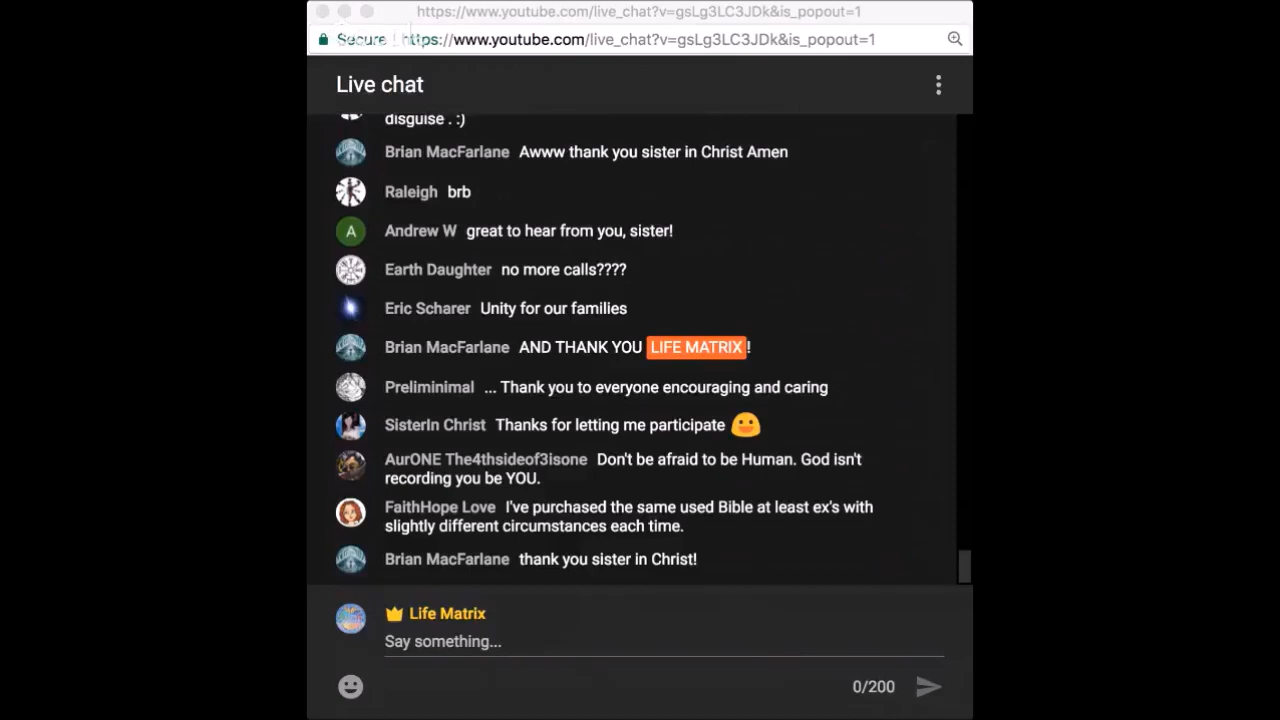 https://www.youtube.com/live_chat?v=gsLg3LC3JDk&is_popout=1
Secure https://www.youtube.com/live_chat?v=gsLg3LC3JDk&is_popout=1
Live chat
disguise . :)
Brian MacFarlane Awww thank you sister in Christ Amen
Raleigh brb
A Andrew W great to hear from you, sister!
Earth Daughter no more calls????
Eric Scharer Unity for our families
Brian MacFarlane AND THANK YOU LIFE MATRIX!
Preliminimal ... Thank you to everyone encouraging and caring
SisterIn Christ Thanks for letting me participate
AurONE The4thsideof3isone Don't be afraid to be Human. God isn't
recording you be YOU.
FaithHope Love I've purchased the same used Bible at least ex's with
slightly different circumstances each time.
Brian MacFarlane thank you sister in Christ!
Life Matrix
Say something...
0/200